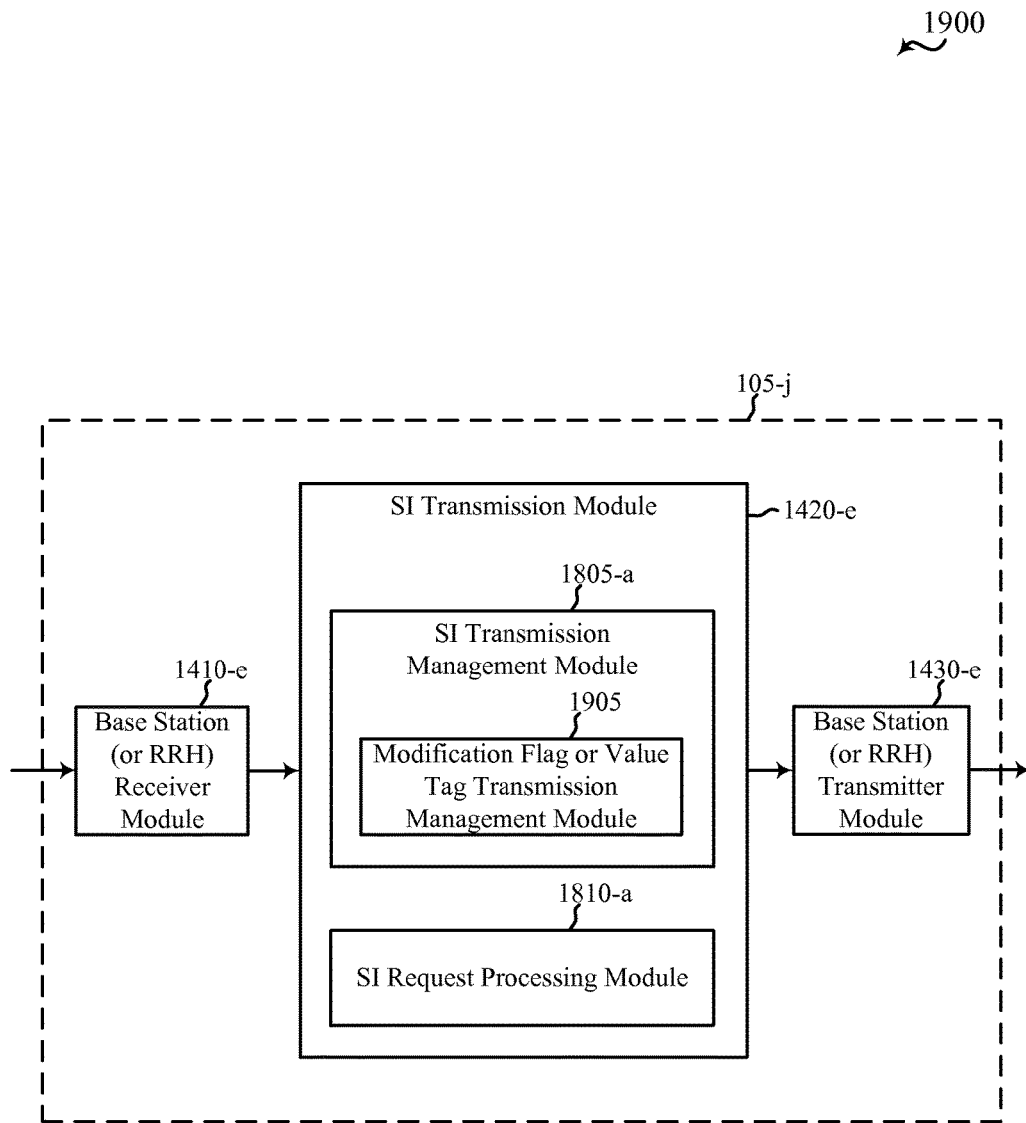 1900
105-j
SI Transmission Module
1420-e
1805-a
SI Transmission
Management Module
1410-e
1430-e
1905
Base Station
(or RRH)
Receiver
Module
Modification Flag or Value
Tag Transmission
Management Module
Base Station
(or RRH)
Transmitter
Module
1810-a
SI Request Processing Module